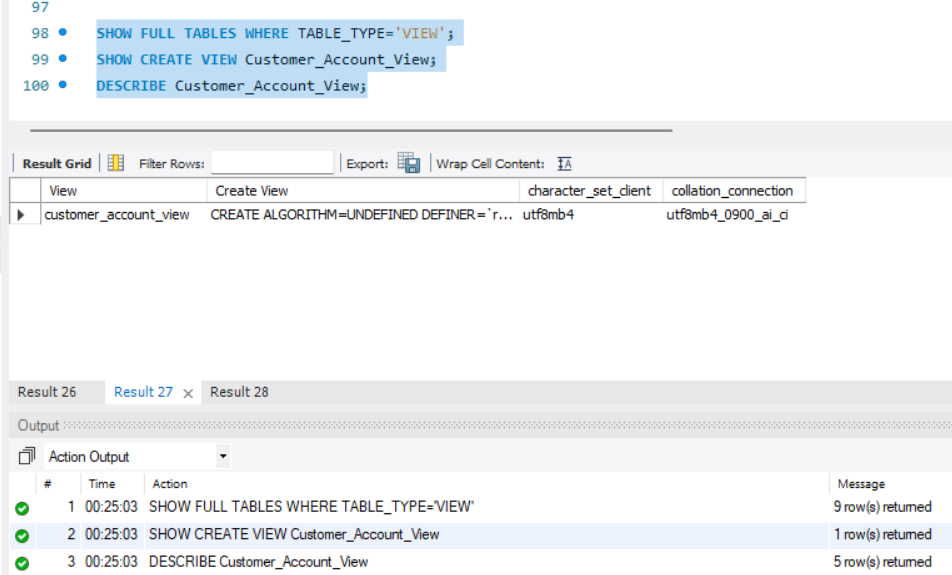 97
98 SHOW FULL TABLES WHERE TABLE_TYPE='VIEW';
99 SHOW CREATE VIEW Customer_Account_View;
100 DESCRIBE Customer_Account_View;
Result Grid Filter Rows: Export: Wrap Cell Content:
View Create View character_set_client collation_connection
customer_account_view CREATE ALGORITHM=UNDEFINED DEFINER=`r... utf8mb4 utf8mb4_0900_ai_ci
Result 26 Result 27 × Result 28
Output
Action Output
# Time Action Message
1 00:25:03 SHOW FULL TABLES WHERE TABLE_TYPE='VIEW' 9 row(s) returned
2 00:25:03 SHOW CREATE VIEW Customer_Account_View 1 row(s) returned
3 00:25:03 DESCRIBE Customer_Account_View 5 row(s) returned